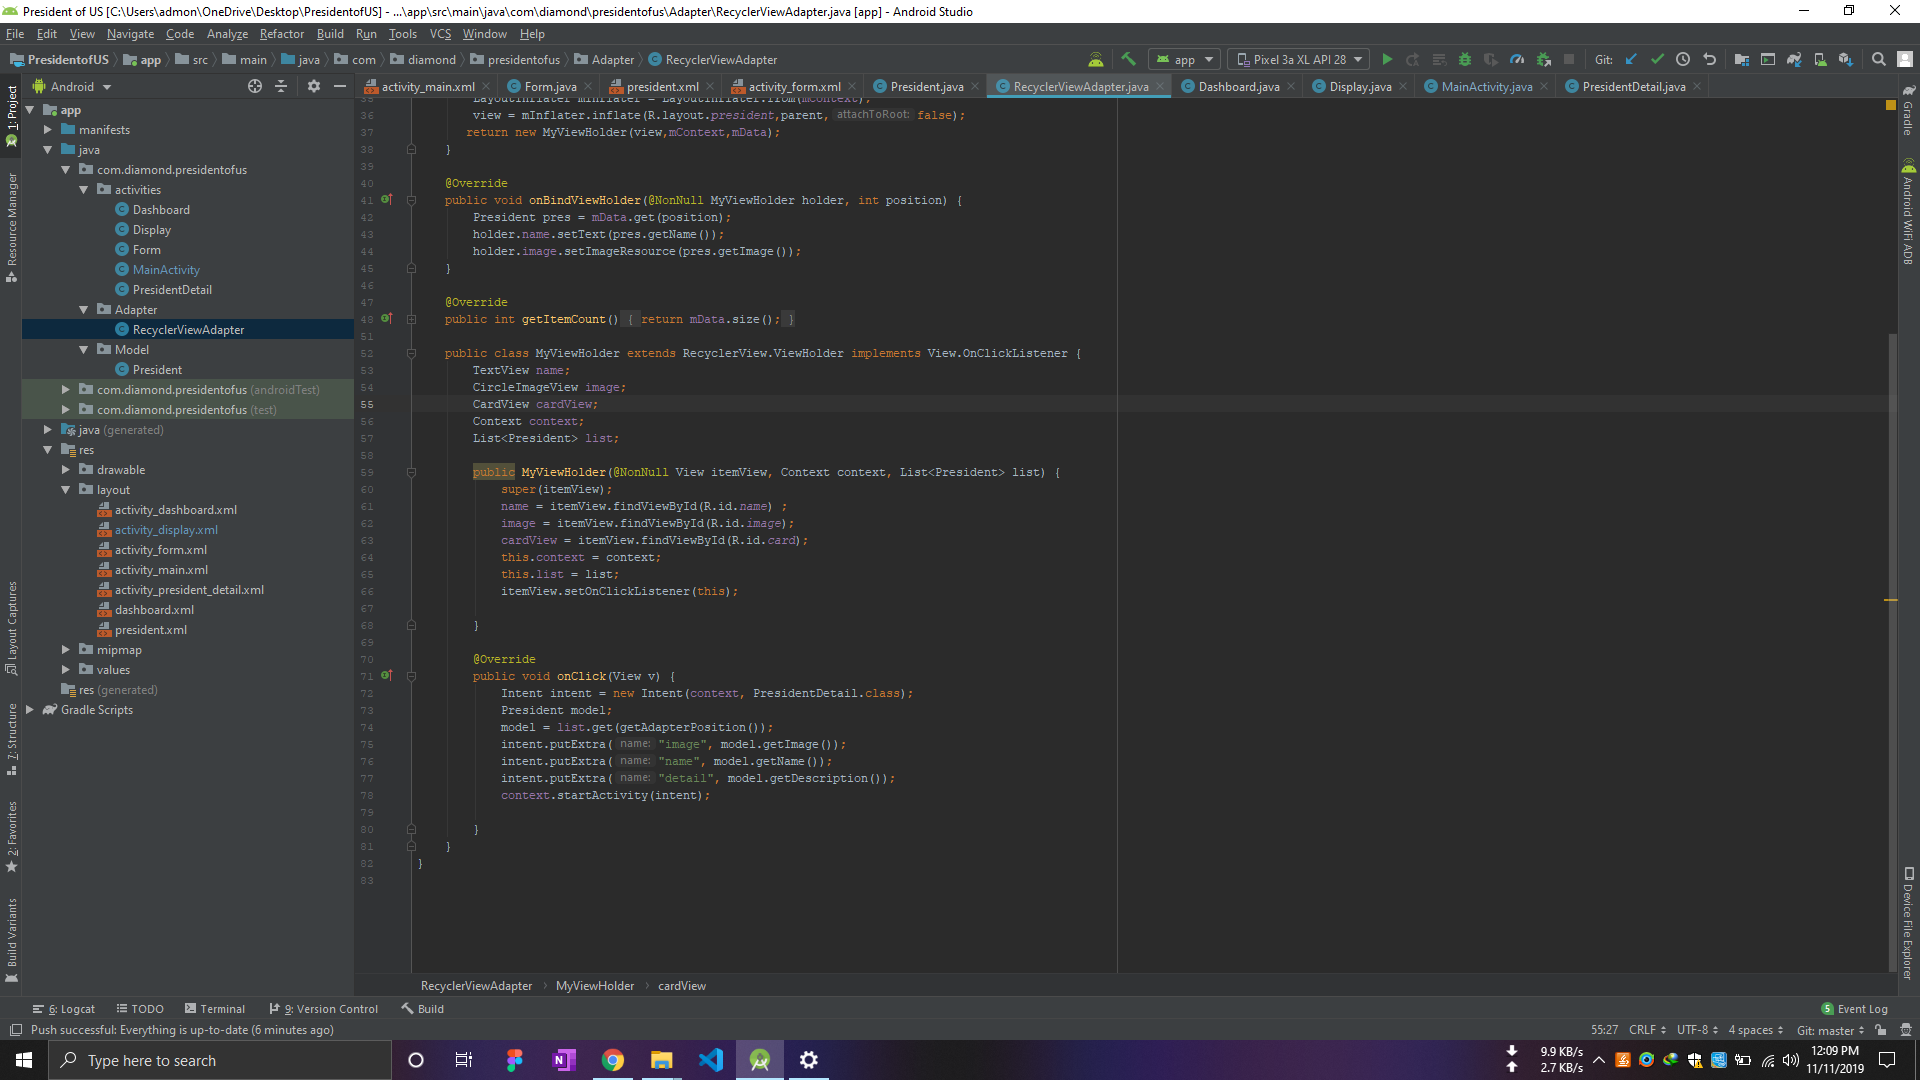 President of US [C:\Users\admon\OneDrive\Desktop\PresidentofUS] - ...\app\src\main\java\com\diamond\presidentofus\Adapter\RecyclerViewAdapter.java [app] - Android Studio
File Edit View Navigate Code Analyze Refactor Build Run Tools VCS Window Help
PresidentofUS app src main java com diamond presidentofus Adapter RecyclerViewAdapter
app Pixel 3a XL API 28 Git:
Android
activity_main.xml Form.java president.xml activity_form.xml President.java RecyclerViewAdapter.java Dashboard.java Display.java MainActivity.java PresidentDetail.java
1: Project
Resource Manager
Layout Captures
7: Structure
2: Favorites
Build Variants
app
manifests
java
com.diamond.presidentofus
activities
Dashboard
Display
Form
MainActivity
PresidentDetail
Adapter
RecyclerViewAdapter
Model
President
com.diamond.presidentofus (androidTest)
com.diamond.presidentofus (test)
java (generated)
res
drawable
layout
activity_dashboard.xml
activity_display.xml
activity_form.xml
activity_main.xml
activity_president_detail.xml
dashboard.xml
president.xml
mipmap
values
res (generated)
Gradle Scripts
35 LayoutInflater mInflater = LayoutInflater.from(mContext);
36 view = mInflater.inflate(R.layout.president,parent, attachToRoot: false);
37 return new MyViewHolder(view,mContext,mData);
38 }
39
40 @Override
41 public void onBindViewHolder(@NonNull MyViewHolder holder, int position) {
42 President pres = mData.get(position);
43 holder.name.setText(pres.getName());
44 holder.image.setImageResource(pres.getImage());
45 }
46
47 @Override
48 public int getItemCount() { return mData.size(); }
51
52 public class MyViewHolder extends RecyclerView.ViewHolder implements View.OnClickListener {
53 TextView name;
54 CircleImageView image;
55 CardView cardView;
56 Context context;
57 List<President> list;
58
59 public MyViewHolder(@NonNull View itemView, Context context, List<President> list) {
60 super(itemView);
61 name = itemView.findViewById(R.id.name) ;
62 image = itemView.findViewById(R.id.image);
63 cardView = itemView.findViewById(R.id.card);
64 this.context = context;
65 this.list = list;
66 itemView.setOnClickListener(this);
67
68 }
69
70 @Override
71 public void onClick(View v) {
72 Intent intent = new Intent(context, PresidentDetail.class);
73 President model;
74 model = list.get(getAdapterPosition());
75 intent.putExtra( name: "image", model.getImage());
76 intent.putExtra( name: "name", model.getName());
77 intent.putExtra( name: "detail", model.getDescription());
78 context.startActivity(intent);
79
80 }
81 }
82 }
83
Gradle
Android WiFi ADB
Device File Explorer
RecyclerViewAdapter MyViewHolder cardView
6: Logcat TODO Terminal 9: Version Control Build 5 Event Log
Push successful: Everything is up-to-date (6 minutes ago) 55:27 CRLF UTF-8 4 spaces Git: master
Type here to search
9.9 KB/s
2.7 KB/s
12:09 PM
11/11/2019